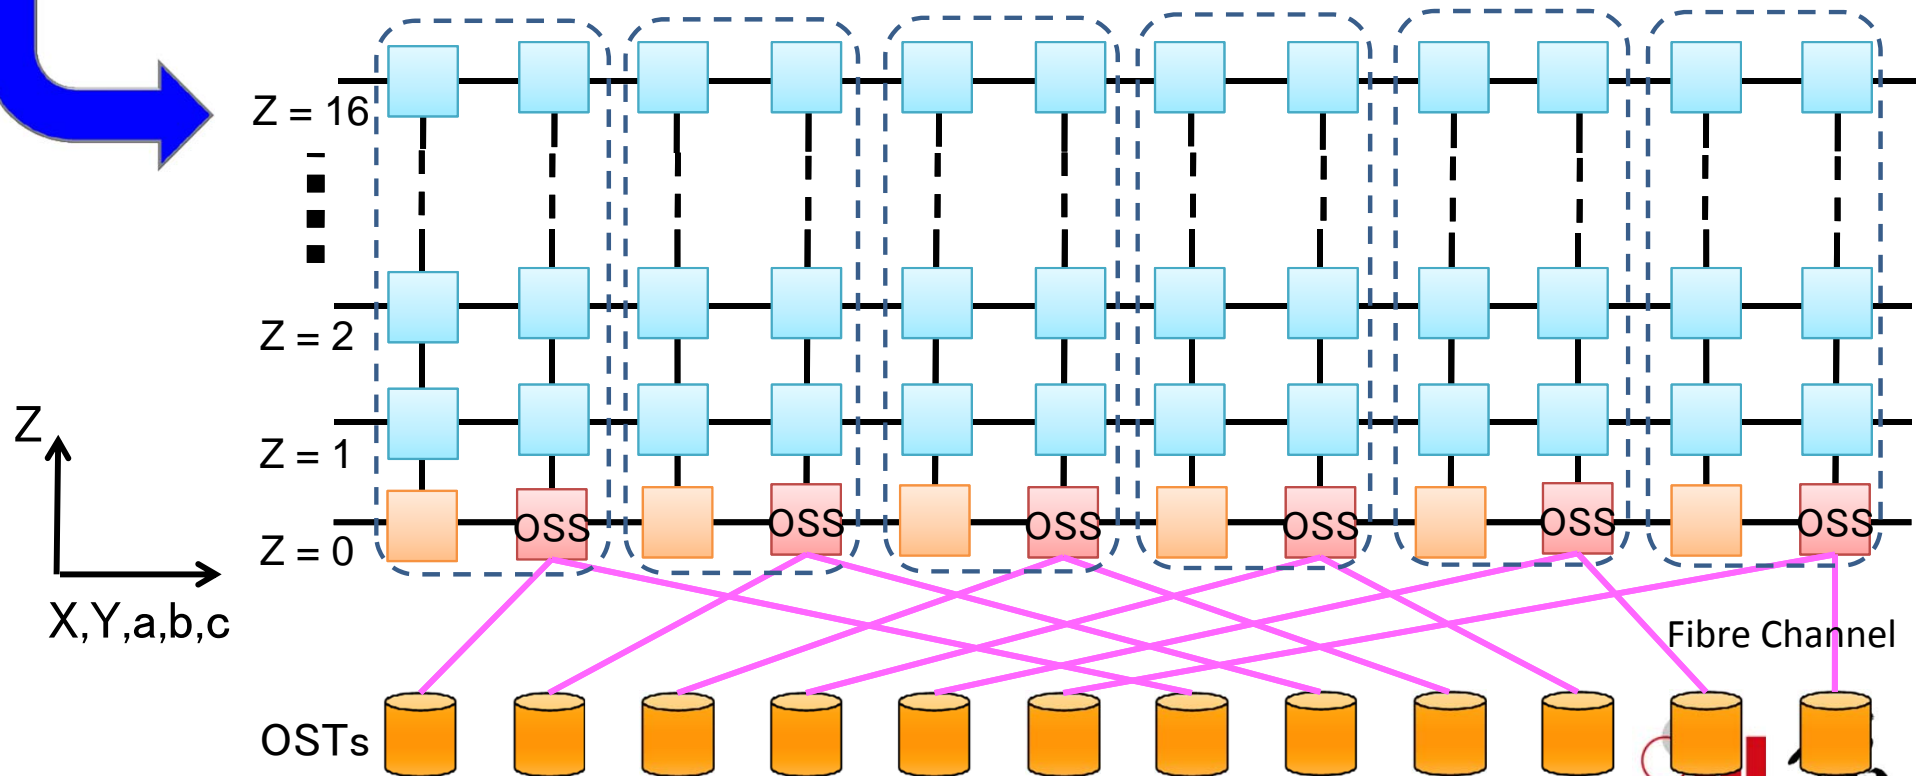 Z = 16
Z = 2
Z
Z = 1
OSS OSS OSS OSS OSS OSS
Z = 0
X,Y,a,b,c
Fibre Channel
OSTs